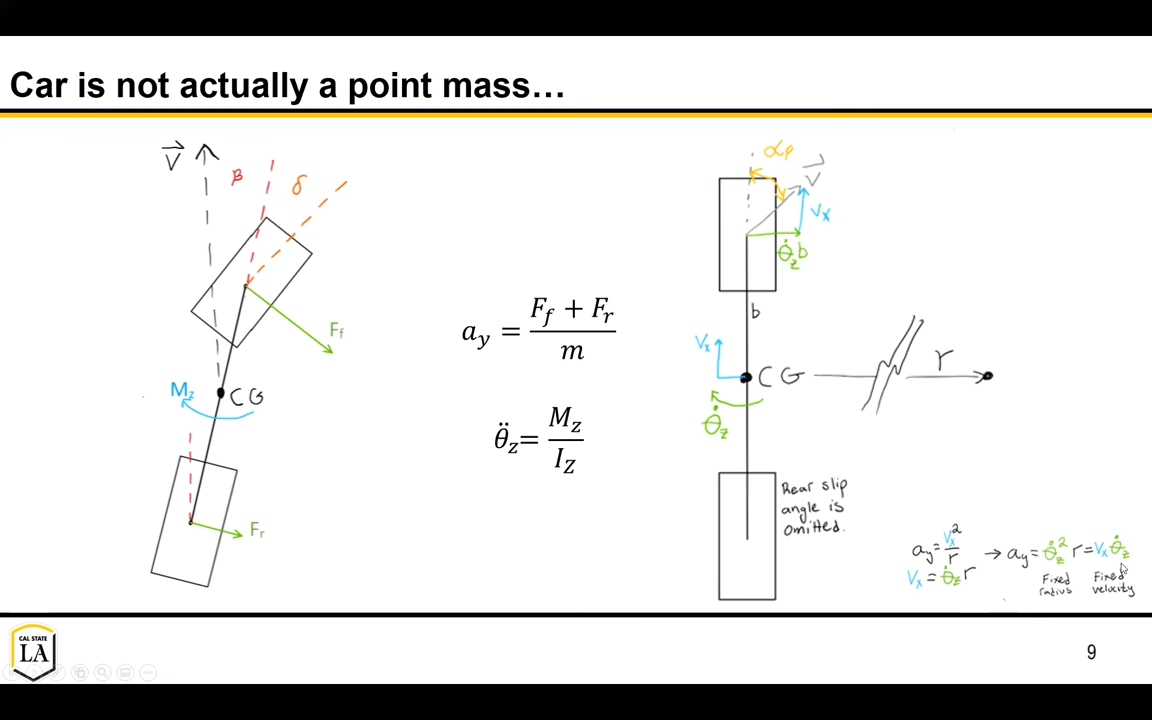 Car is not actually a point mass…
V⃗
β
δ
F_f
M_z
CG
F_r
a_y = (F_f + F_r)/m
θ̈_z = M_z/I_Z
α_f
V⃗
V_x
θ̇_z b
b
V_x
CG
r
θ̇_z
Rear slip
angle is
omitted.
a_y = V_x²/r → a_y = θ̇_z² r = V_x θ̇_z
V_x = θ̇_z r
Fixed
radius
Fixed
velocity
CAL STATE
LA
9